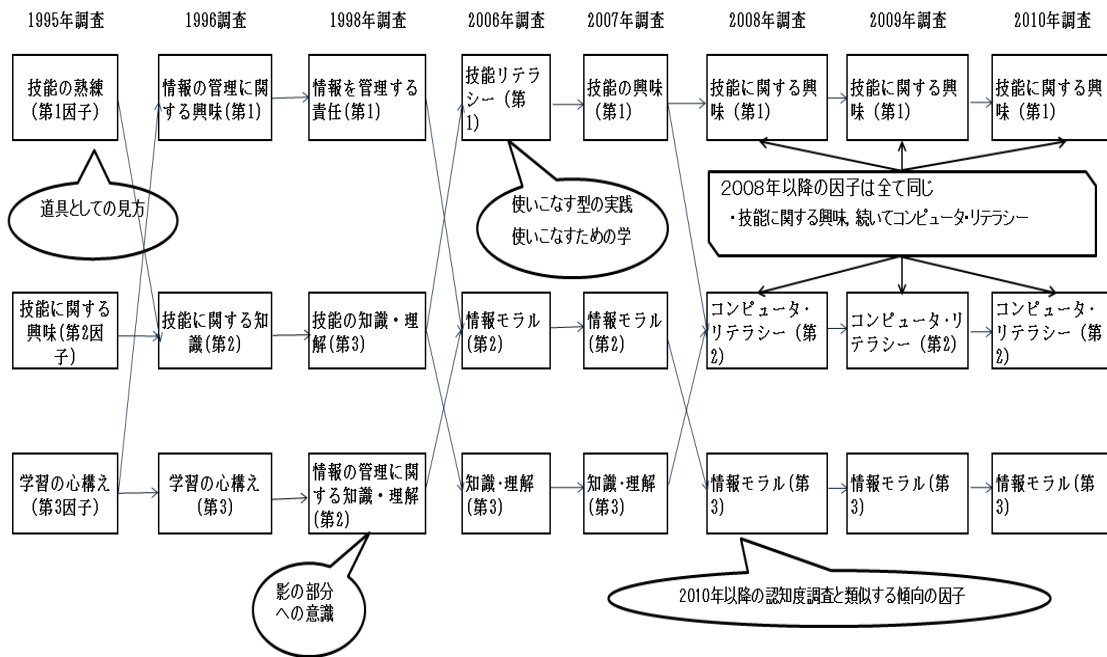 1995年調査
1996調査
1998年調査
2006年調査
2007年調査
2008年調査
2009年調査
2010年調査
技能の熟練
(第1因子)
情報の管理に関
する興味(第1)
情報を管理する
責任(第1)
技能リテラ
シー（第
1)
技能の興味
(第1)
技能に関する興
味（第1)
技能に関する興
味（第1)
技能に関する興
味（第1)
道具としての見方
使いこなす型の実践
使いこなすための学
2008年以降の因子は全て同じ
・技能に関する興味, 続いてコンピュータ･リテラシー
技能に関する
興味(第2因
子)
技能に関する知
識(第2)
技能の知識・理
解(第3)
情報モラル
(第2)
情報モラル
(第2)
コンピュータ・
リテラシー（第
2)
コンピュータ･リ
テラシー（第2)
コンピュータ・
リテラシー（第
2)
学習の心構え
(第3因子)
学習の心構え
(第3)
情報の管理に関
する知識・理解
(第2)
知識･理解
(第3)
知識･理解
(第3)
情報モラル(第
3)
情報モラル(第
3)
情報モラル(第
3)
影の部分
への意識
2010年以降の認知度調査と類似する傾向の因子